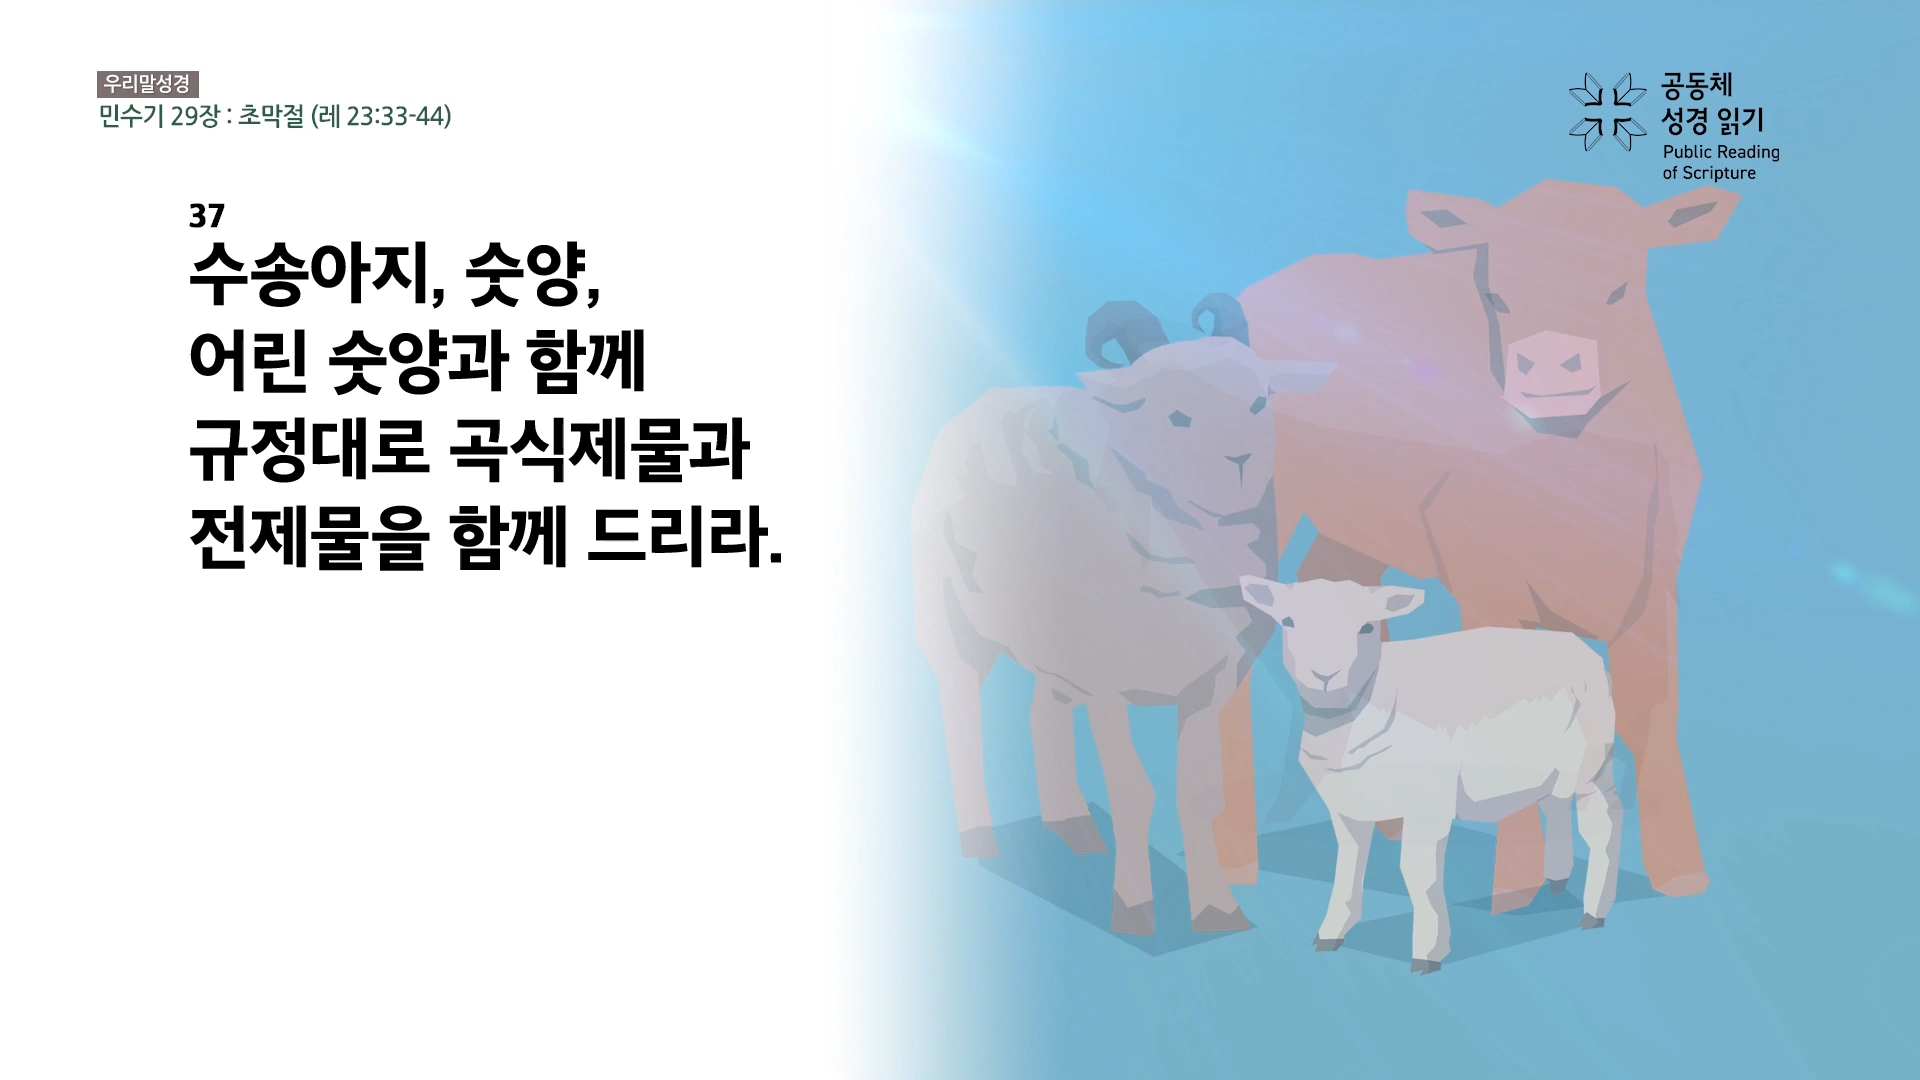 우리말성경
민수기 29장 : 초막절 (레 23:33-44)
공동체
성경 읽기
Public Reading
of Scripture
37
수송아지, 숫양,
어린 숫양과 함께
규정대로 곡식제물과
전제물을 함께 드리라.